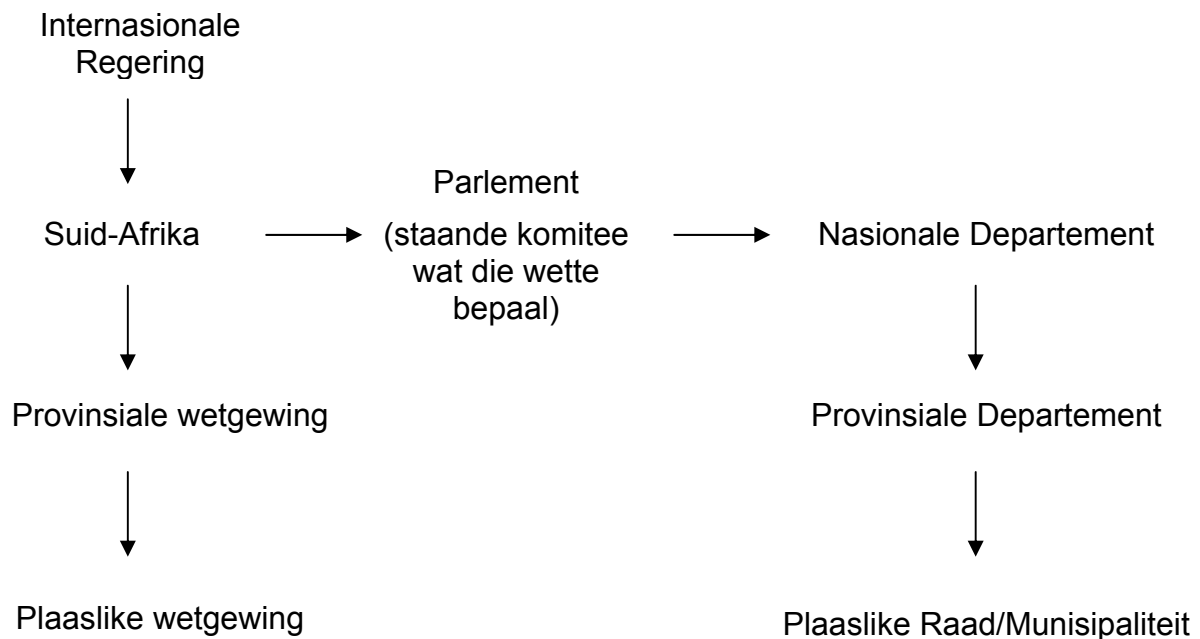 Internasionale
Regering
Parlement
Suid-Afrika
(staande komitee
wat die wette
bepaal)
Nasionale Departement
Provinsiale wetgewing
Provinsiale Departement
Plaaslike wetgewing
Plaaslike Raad/Munisipaliteit